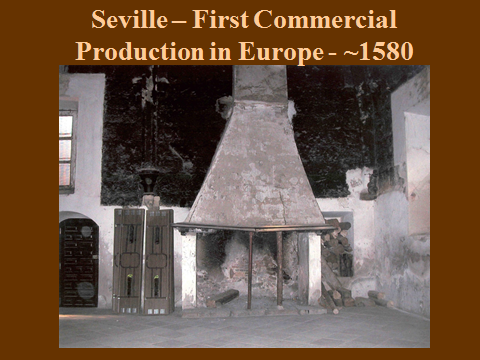 Seville – First Commercial
Production in Europe - ~1580